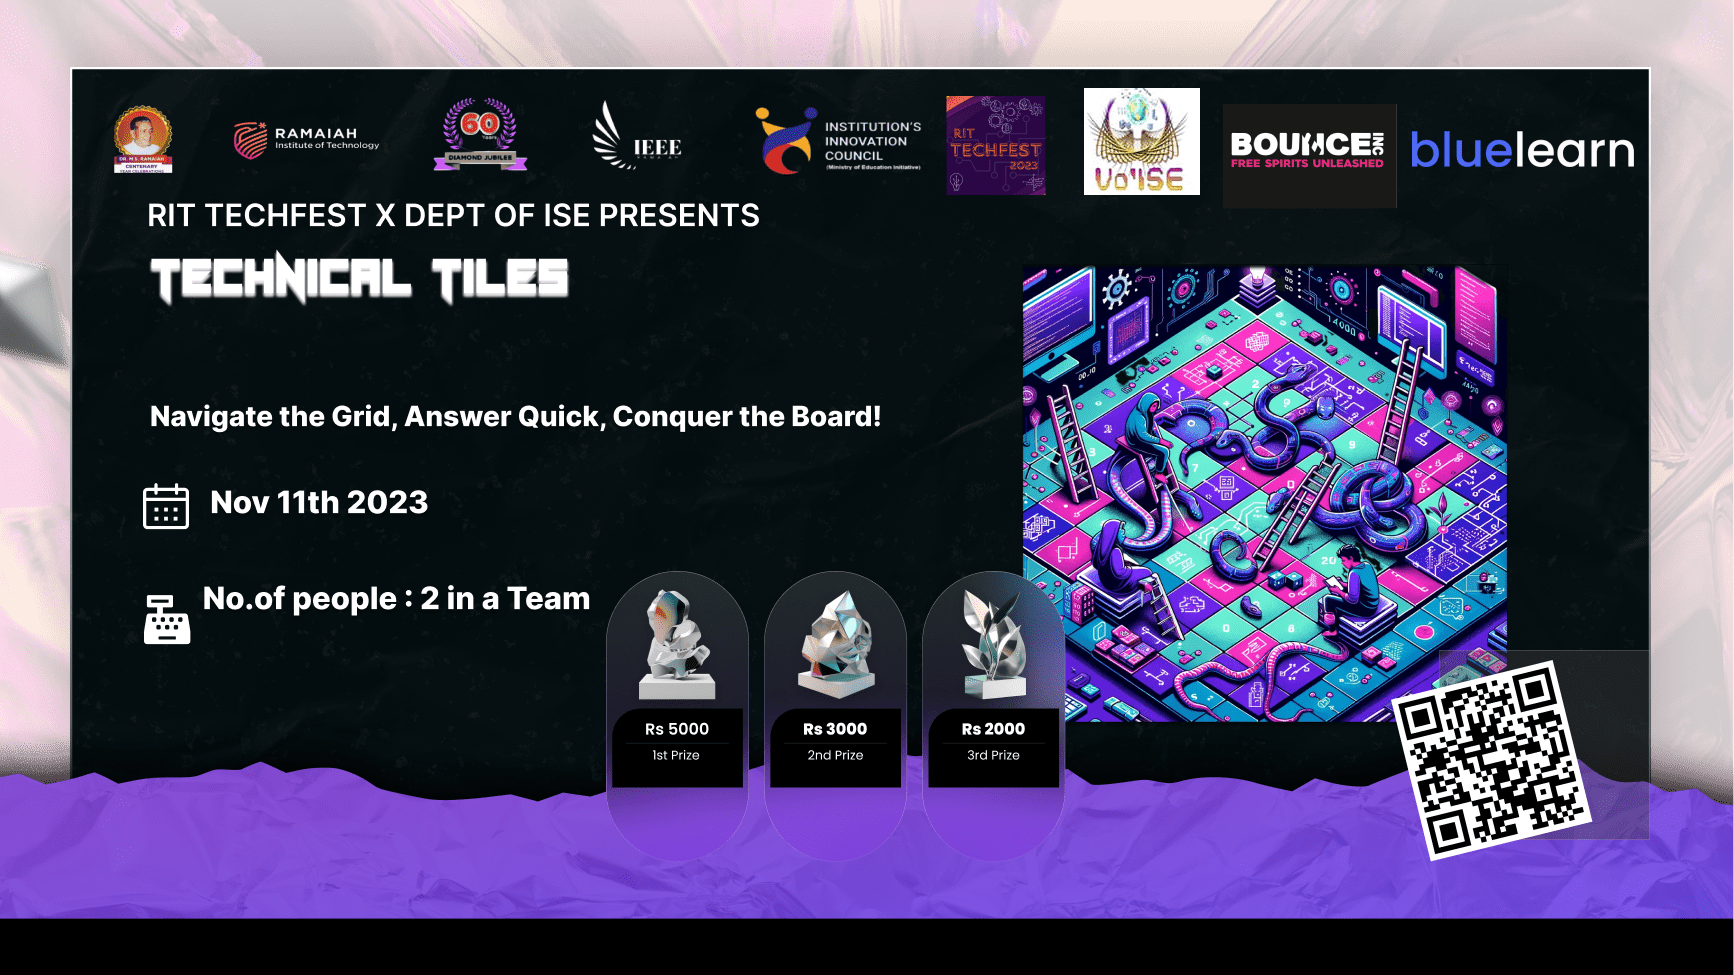 DR. M.S. RAMAIAH
CENTENARY
YEAR CELEBRATIONS
RAMAIAH
Institute of Technology
60
Years
DIAMOND JUBILEE
IEEE
RAMAIAH
INSTITUTION'S
INNOVATION
COUNCIL
(Ministry of Education Initiative)
RIT
TECHFEST
2023
VO'ISE
BOUNCE INC
FREE SPIRITS UNLEASHED
bluelearn
RIT TECHFEST X DEPT OF ISE PRESENTS
TECHNICAL TILES
Navigate the Grid, Answer Quick, Conquer the Board!
Nov 11th 2023
No.of people : 2 in a Team
Rs 5000
1st Prize
Rs 3000
2nd Prize
Rs 2000
3rd Prize